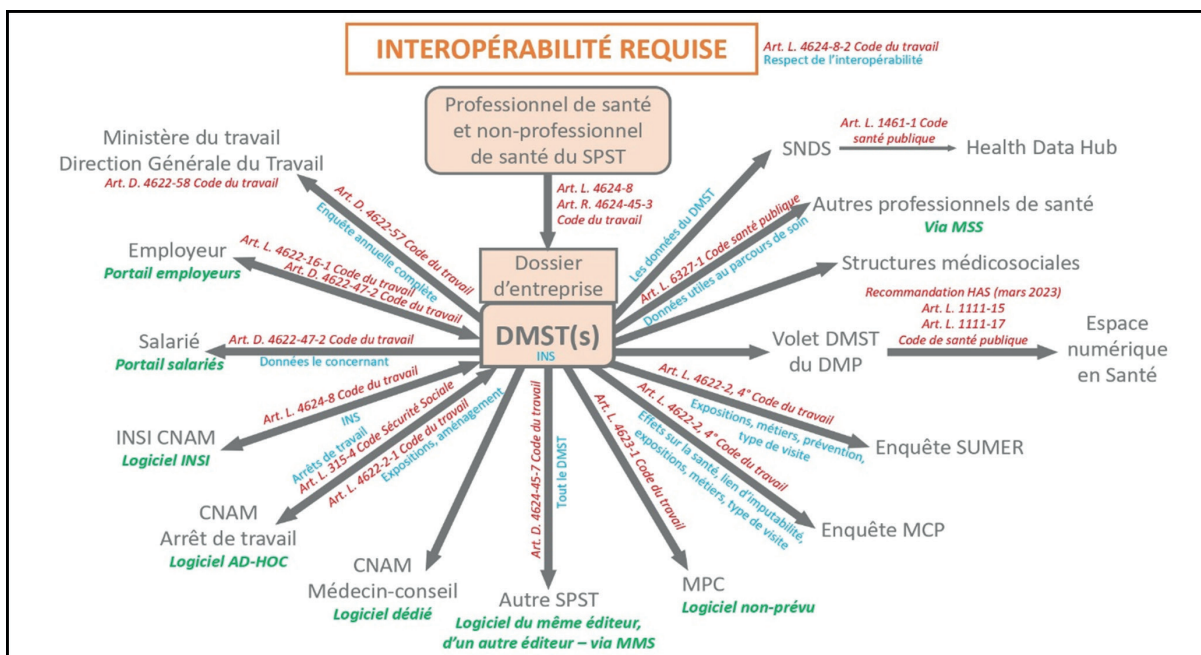 INTEROPÉRABILITÉ REQUISE
Art. L. 4624-8-2 Code du travail
Respect de l'interopérabilité
Professionnel de santé
et non-professionnel
de santé du SPST
Art. L. 4624-8
Art. R. 4624-45-3
Code du travail
Dossier
d'entreprise
DMST(s)
INS
Ministère du travail
Direction Générale du Travail
Art. D. 4622-58 Code du travail
Art. D. 4622-57 Code du travail
Enquête annuelle complète
Employeur
Portail employeurs
Art. L. 4622-16-1 Code du travail
Art. D. 4622-47-2 Code du travail
Salarié
Portail salariés
Art. D. 4622-47-2 Code du travail
Données le concernant
INSI CNAM
Logiciel INSI
Art. L. 4624-8 Code du travail
INS
CNAM
Arrêt de travail
Logiciel AD-HOC
Arrêts de travail
Art. L. 315-4 Code Sécurité Sociale
Art. L. 4622-2-1 Code du travail
Expositions, aménagement
CNAM
Médecin-conseil
Logiciel dédié
Autre SPST
Logiciel du même éditeur,
d'un autre éditeur – via MMS
Art. D. 4624-45-7 Code du travail
Tout le DMST
MPC
Logiciel non-prévu
Art. L. 4623-1 Code du travail
Enquête MCP
Art. L. 4622-2, 4° Code du travail
Effets sur la santé, lien d'imputabilité,
expositions, métiers, type de visite
Enquête SUMER
Art. L. 4622-2, 4° Code du travail
Expositions, métiers, prévention,
type de visite
Volet DMST
du DMP
Recommandation HAS (mars 2023)
Art. L. 1111-15
Art. L. 1111-17
Code de santé publique
Espace
numérique
en Santé
Structures médicosociales
Autres professionnels de santé
Via MSS
Art. L. 6327-1 Code santé publique
Données utiles au parcours de soin
SNDS
Les données du DMST
Art. L. 1461-1 Code
santé publique
Health Data Hub